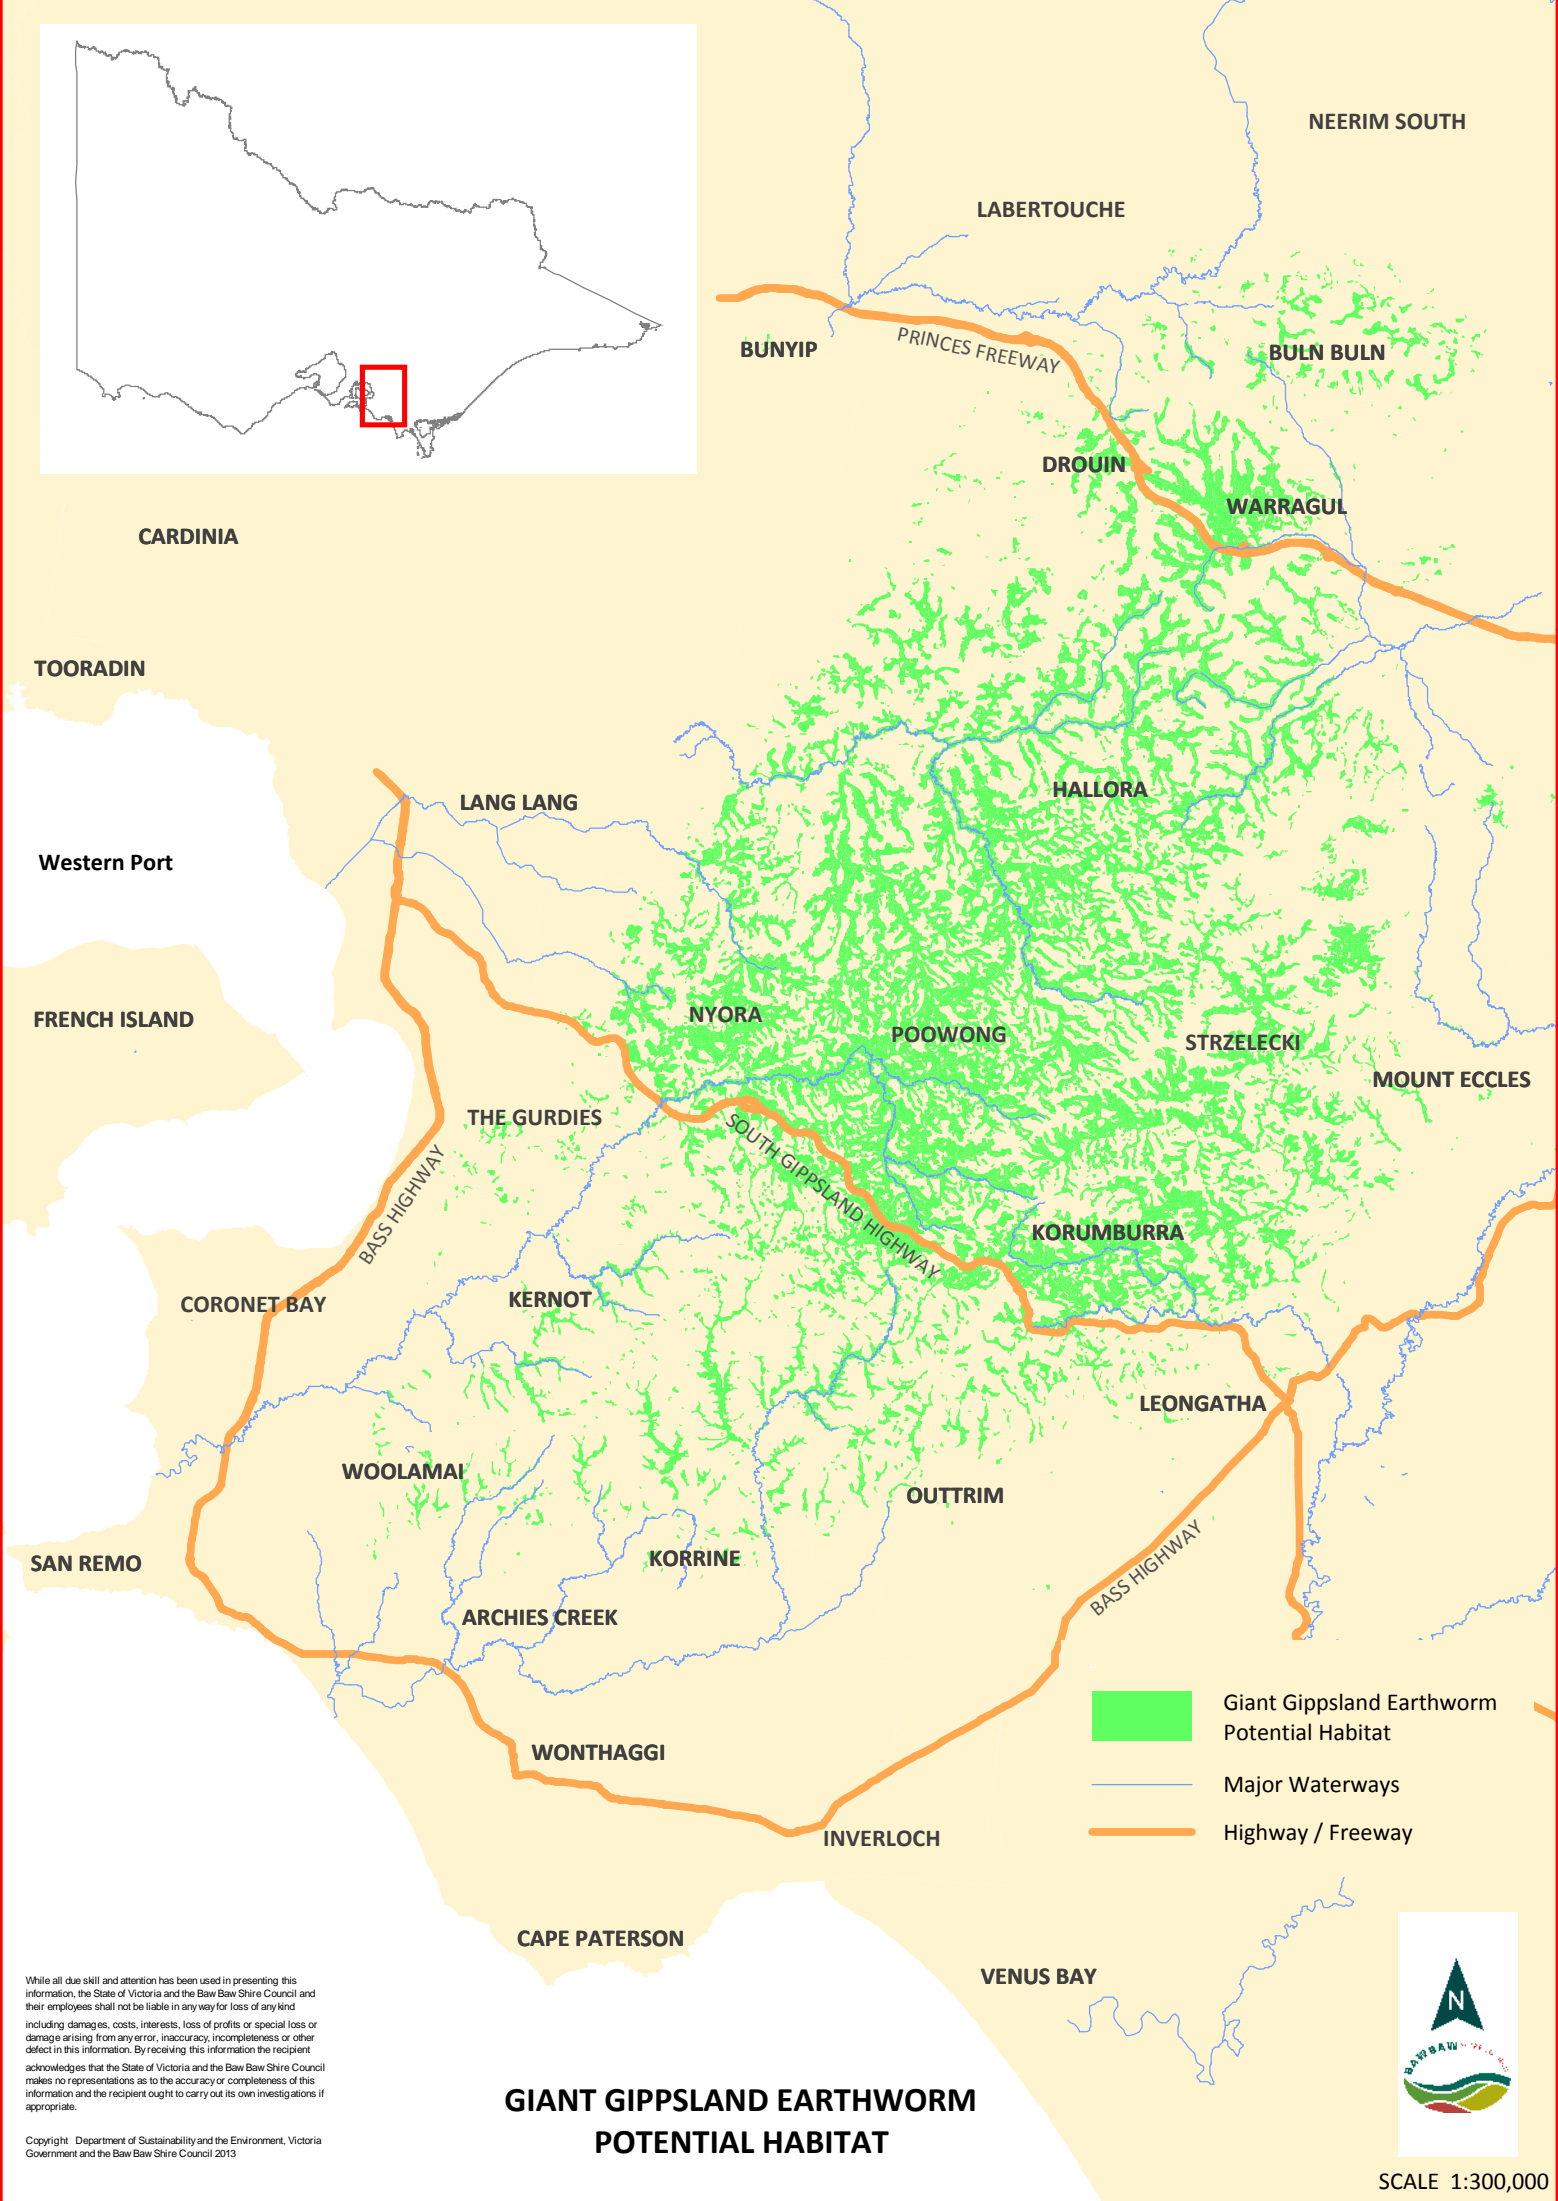 NEERIM SOUTH
LABERTOUCHE
PRINCES FREEWAY
BUNYIP
BULN BULN
DROUIN
WARRAGUL
CARDINIA
TOORADIN
HALLORA
LANG LANG
Western Port
NYORA
FRENCH ISLAND
POOWONG
STRZELECKI
MOUNT ECCLES
THE GURDIES
SOUTH GIPPSLAND HIGHWAY
BASS HIGHWAY
KORUMBURRA
KERNOT
CORONET BAY
LEONGATHA
WOOLAMAI
OUTTRIM
KORRINE
SAN REMO
BASS HIGHWAY
ARCHIES CREEK
Giant Gippsland Earthworm
Potential Habitat
WONTHAGGI
Major Waterways
Highway / Freeway
INVERLOCH
CAPE PATERSON
VENUS BAY
N
BAWBAW
While all due skill and attention has been used in presenting this
information, the State of Victoria and the Baw Baw Shire Council and
their employees shall not be liable in any way for loss of any kind
including damages, costs, interests, loss of profits or special loss or
damage arising from any error, inaccuracy, incompleteness or other
defect in this information. By receiving this information the recipient
acknowledges that the State of Victoria and the Baw Baw Shire Council
makes no representations as to the accuracy or completeness of this
information and the recipient ought to carry out its own investigations if
appropriate.
Copyright Department of Sustainability and the Environment, Victoria
Government and the Baw Baw Shire Council 2013
GIANT GIPPSLAND EARTHWORM
POTENTIAL HABITAT
SCALE 1:300,000